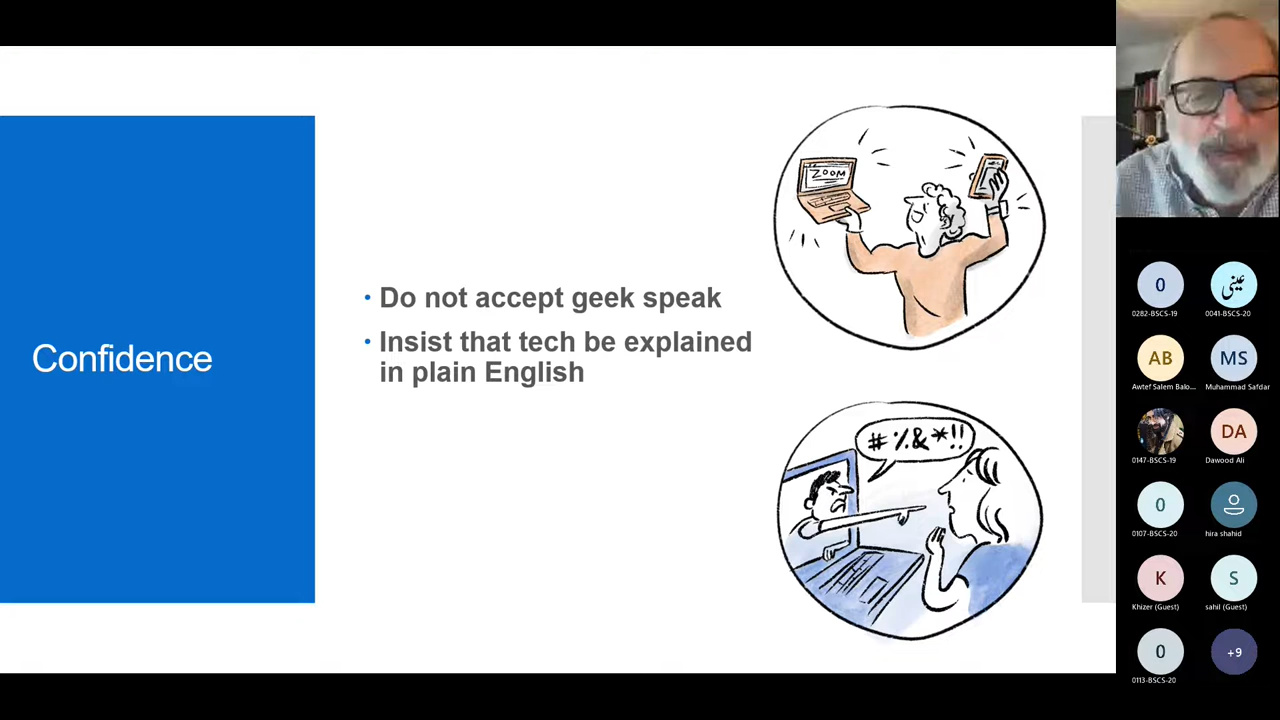 Confidence
• Do not accept geek speak
• Insist that tech be explained
in plain English
ZOOM
#%&*!!
0
0282-BSCS-19
عینی
0041-BSCS-20
AB
Awtef Salem Balo...
MS
Muhammad Safdar
0147-BSCS-19
DA
Dawood Ali
0
0107-BSCS-20
hira shahid
K
Khizer (Guest)
S
sahil (Guest)
0
0113-BSCS-20
+9